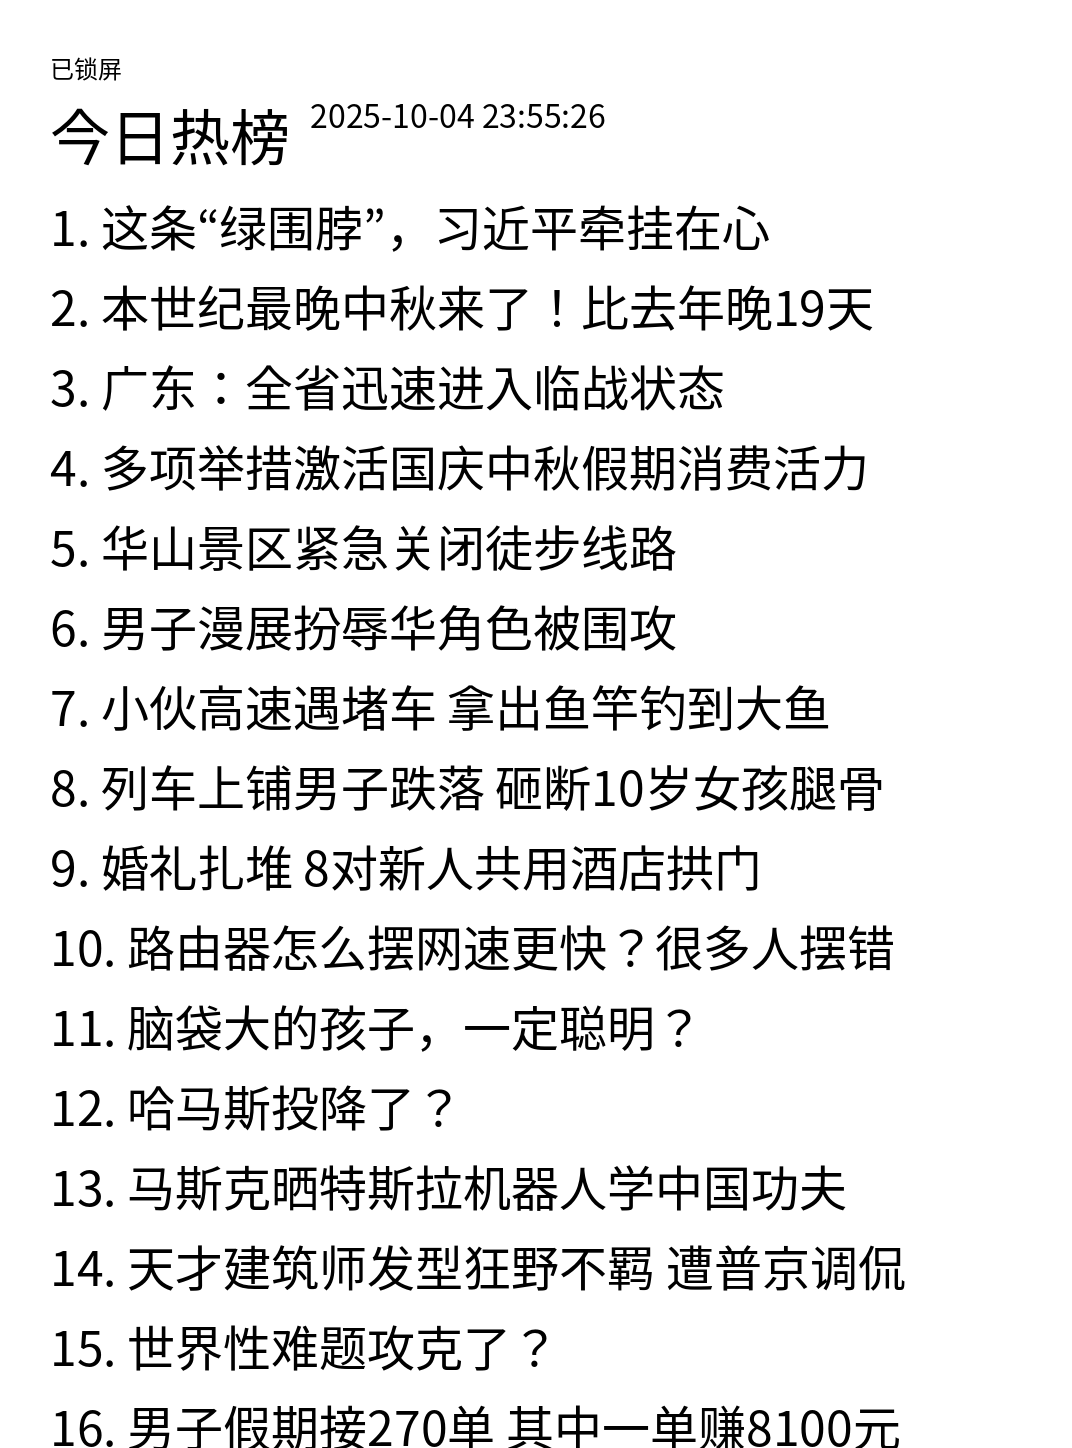 已锁屏
今日热榜 2025-10-04 23:55:26
1. 这条“绿围脖”，习近平牵挂在心
2. 本世纪最晚中秋来了！比去年晚19天
3. 广东：全省迅速进入临战状态
4. 多项举措激活国庆中秋假期消费活力
5. 华山景区紧急关闭徒步线路
6. 男子漫展扮辱华角色被围攻
7. 小伙高速遇堵车 拿出鱼竿钓到大鱼
8. 列车上铺男子跌落 砸断10岁女孩腿骨
9. 婚礼扎堆 8对新人共用酒店拱门
10. 路由器怎么摆网速更快？很多人摆错
11. 脑袋大的孩子，一定聪明？
12. 哈马斯投降了？
13. 马斯克晒特斯拉机器人学中国功夫
14. 天才建筑师发型狂野不羁 遭普京调侃
15. 世界性难题攻克了？
16. 男子假期接270单 其中一单赚8100元